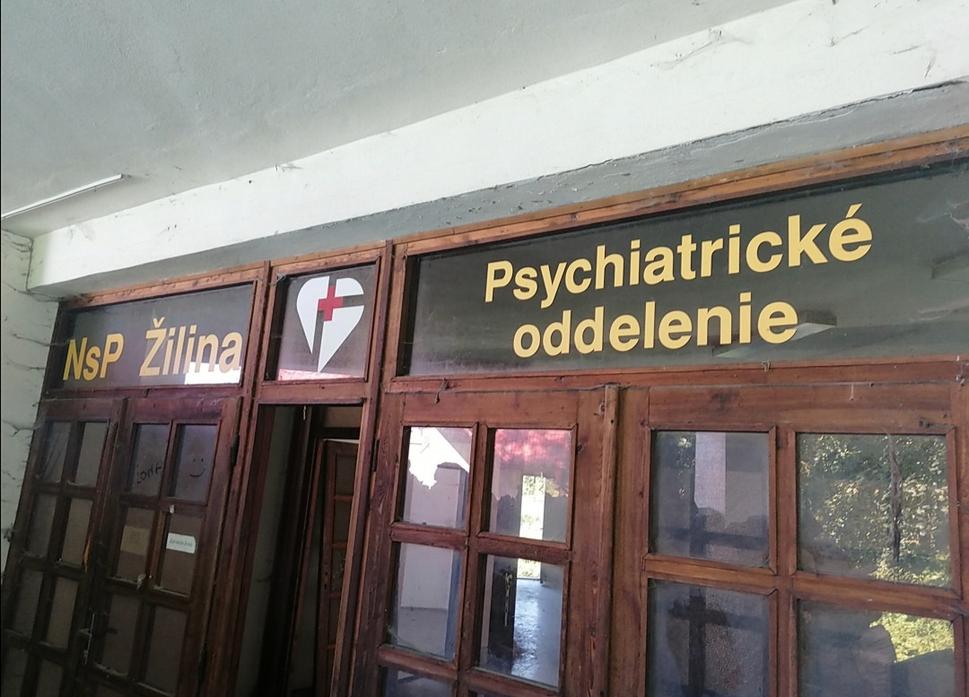 NsP Žilina
Psychiatrické
oddelenie